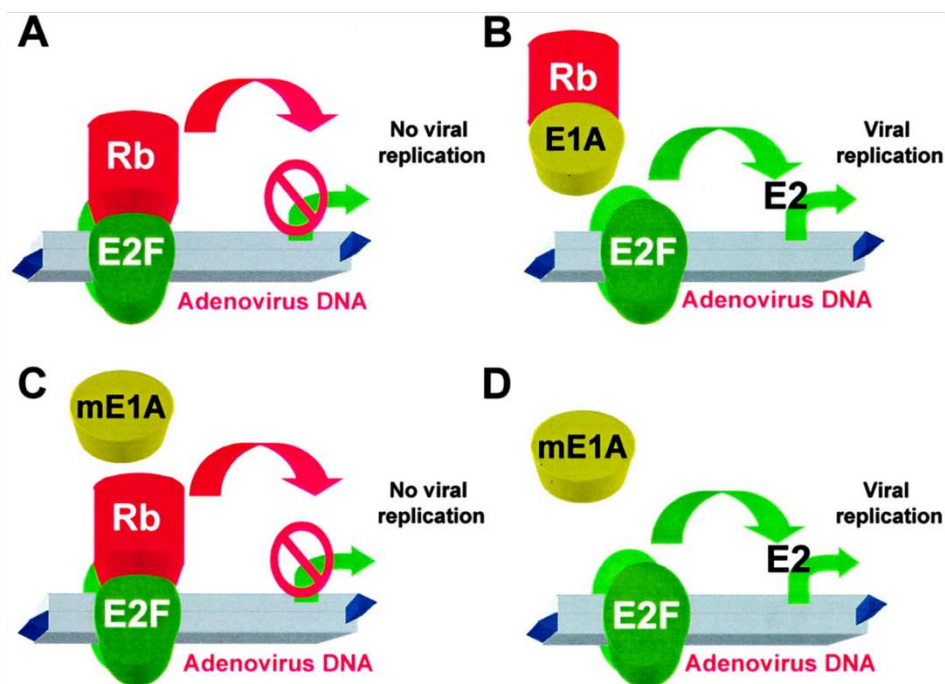 A
Rb
E2F
No viral
replication
Adenovirus DNA
B
Rb
E1A
E2F
E2
Viral
replication
Adenovirus DNA
C
mE1A
Rb
E2F
No viral
replication
Adenovirus DNA
D
mE1A
E2F
E2
Viral
replication
Adenovirus DNA